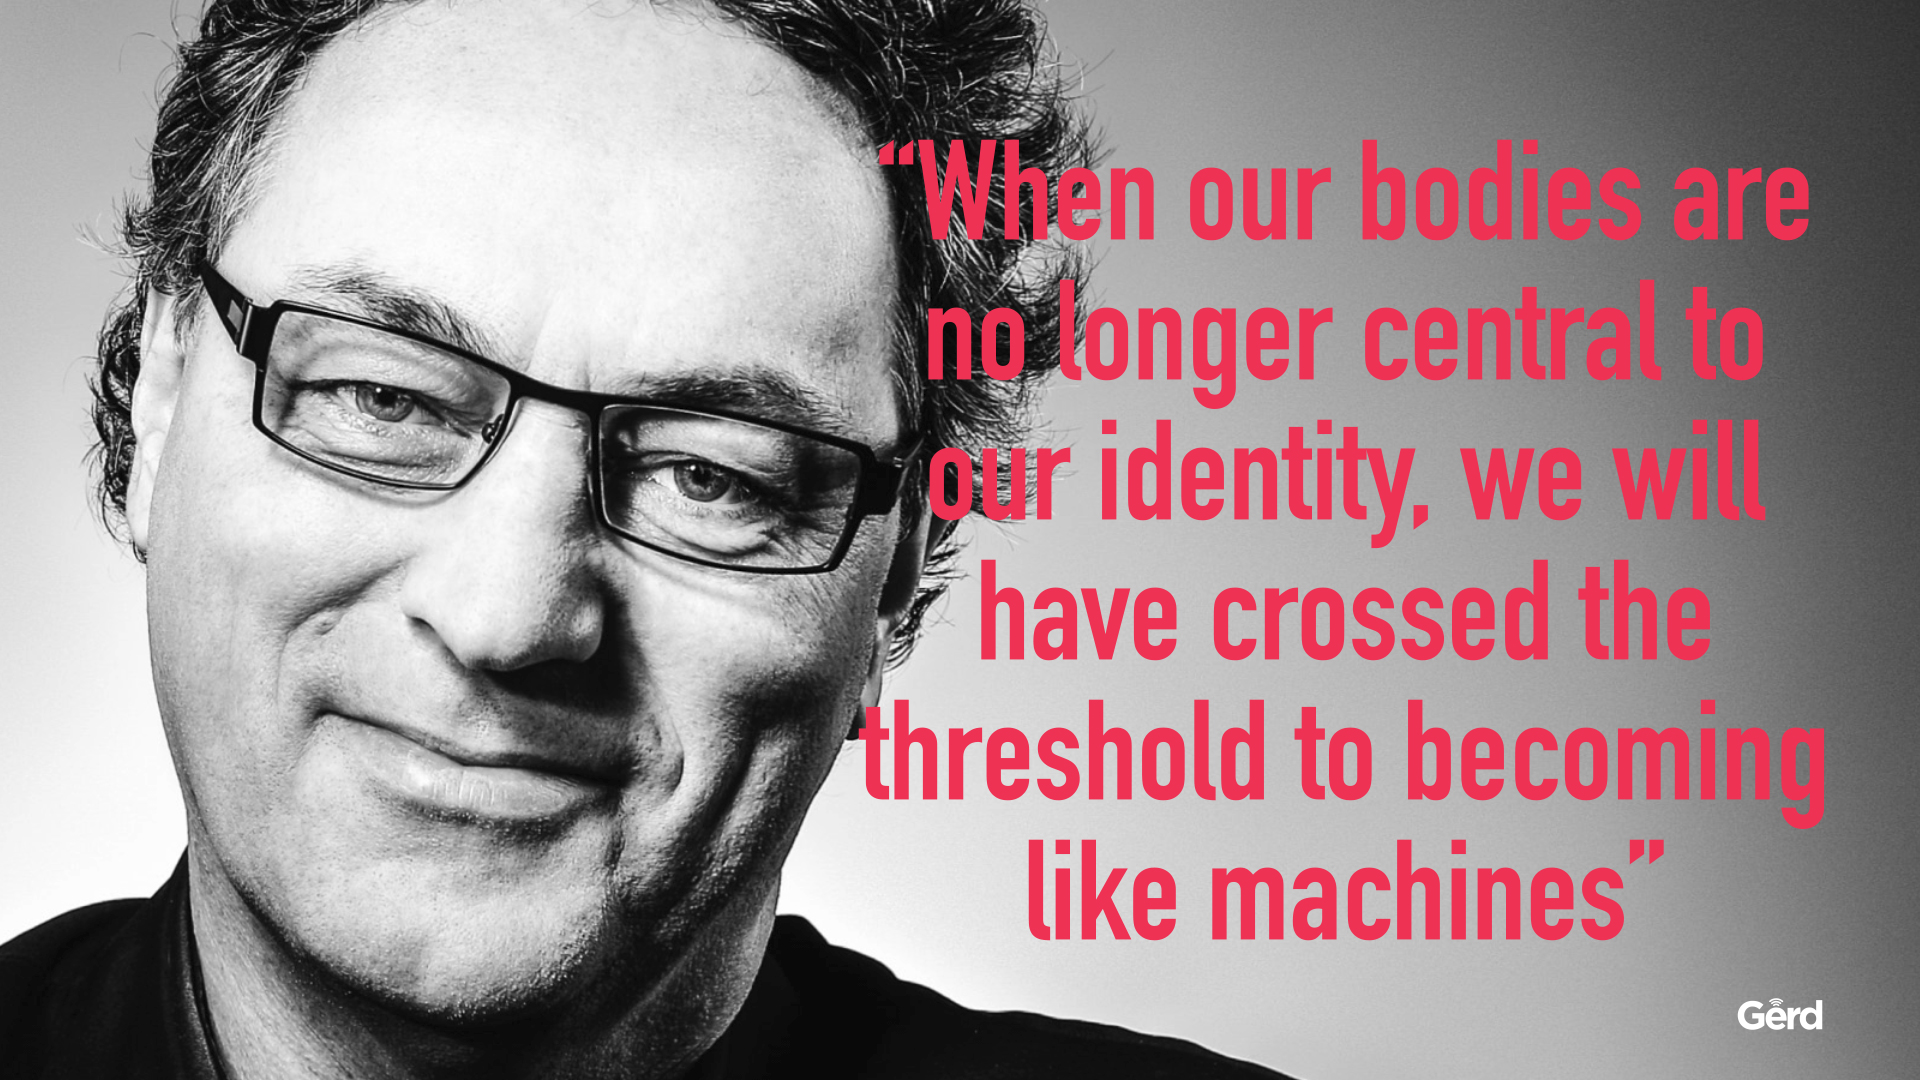 “When our bodies are
no longer central to
our identity, we will
have crossed the
threshold to becoming
like machines”
Gerd